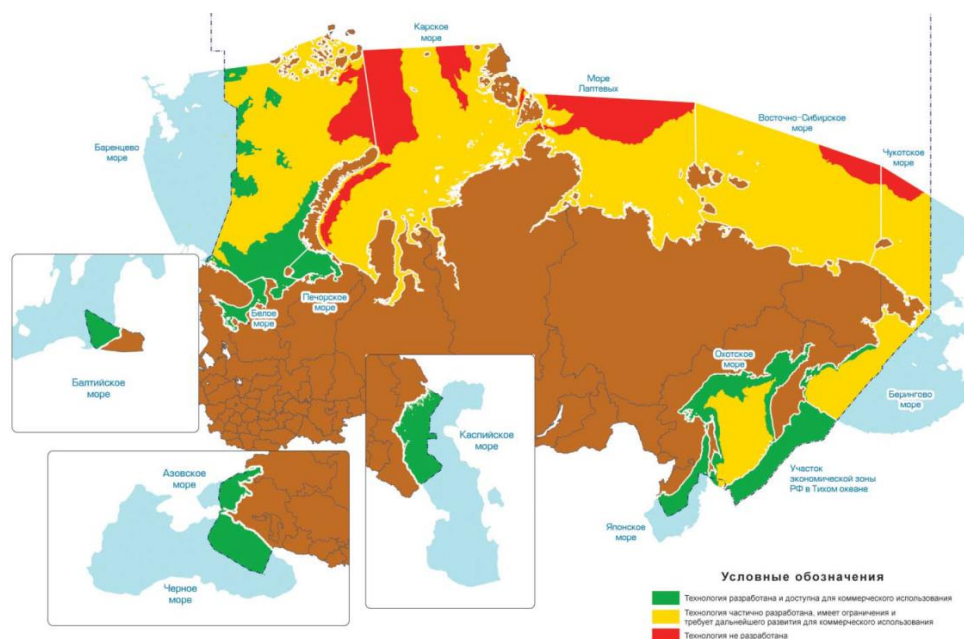 Карское
море
Море
Лаптевых
Восточно-Сибирское
море
Чукотское
море
Баренцево
море
Печорское
море
Белое
море
Балтийское
море
Охотское
море
Берингово
море
Каспийское
море
Участок
экономической зоны
РФ в Тихом океане
Азовское
море
Японское
море
Черное
море
Условные обозначения
Технология разработана и доступна для коммерческого использования
Технология частично разработана, имеет ограничения и
требует дальнейшего развития для коммерческого использования
Технология не разработана